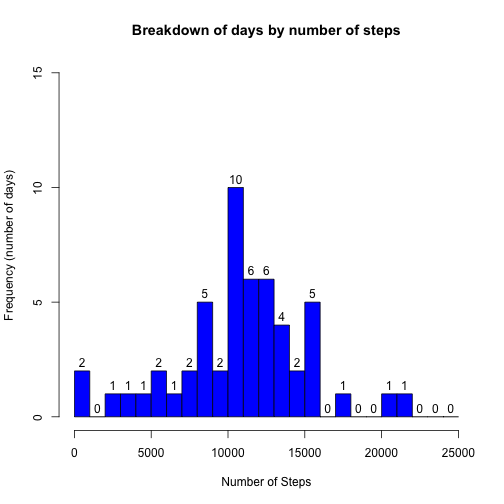 Breakdown of days by number of steps
Frequency (number of days)
15
10
5
0
2 0 1 1 1 2 1 2 5 2 10 6 6 4 2 5 0 1 0 0 1 1 0 0 0
0 5000 10000 15000 20000 25000
Number of Steps